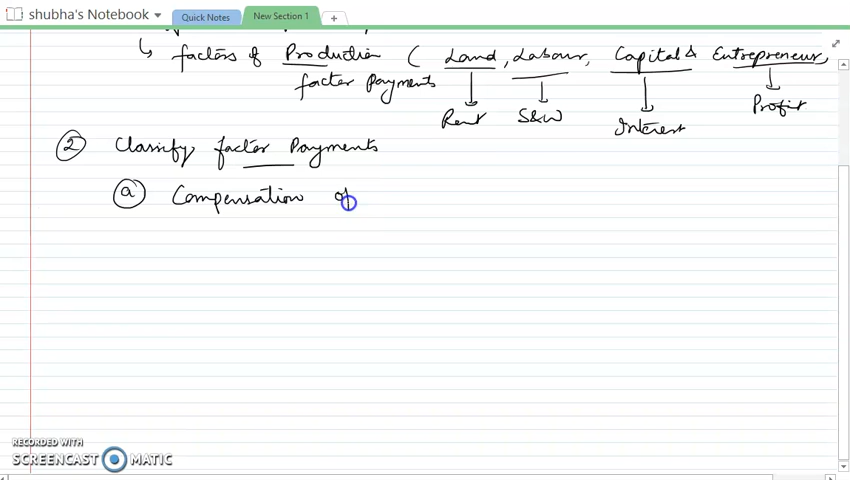 shubha's Notebook
Quick Notes
New Section 1
+
↳ factors of Production ( Land, Labour, Capital & Entrepreneur,
factor payments
Rent S&W Interest Profit
② Classify factor Payments
ⓐ Compensation of
RECORDED WITH
SCREENCAST MATIC